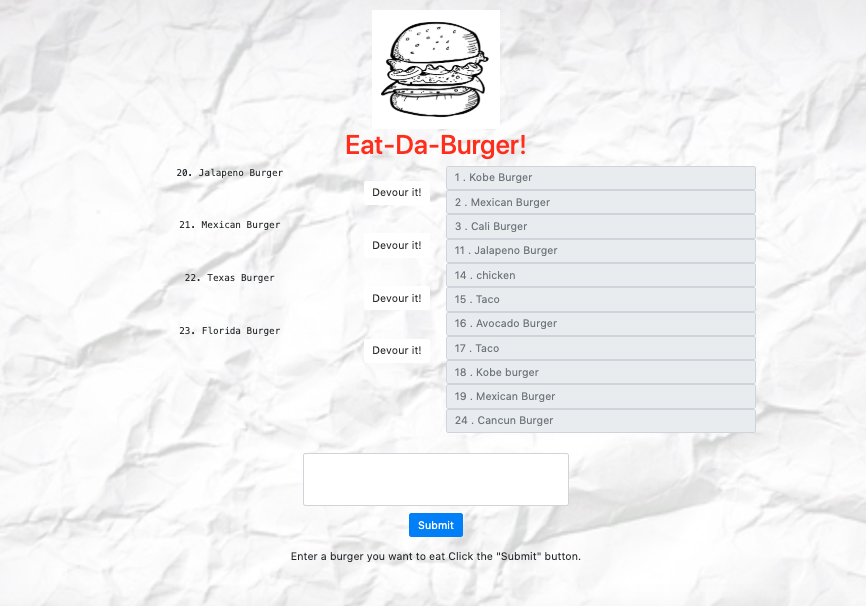 Eat-Da-Burger!
20. Jalapeno Burger
Devour it!
21. Mexican Burger
Devour it!
22. Texas Burger
Devour it!
23. Florida Burger
Devour it!
1 . Kobe Burger
2 . Mexican Burger
3 . Cali Burger
11 . Jalapeno Burger
14 . chicken
15 . Taco
16 . Avocado Burger
17 . Taco
18 . Kobe burger
19 . Mexican Burger
24 . Cancun Burger
Submit
Enter a burger you want to eat Click the "Submit" button.